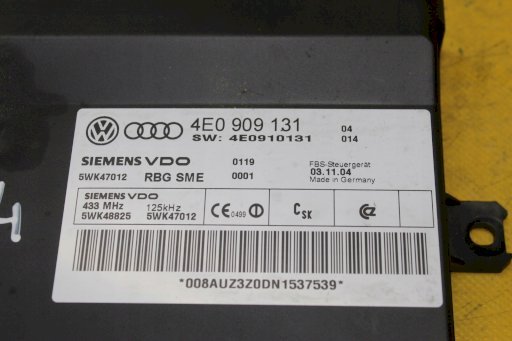 4E0 909 131 04
SW: 4E0910131 014
SIEMENS VDO 0119 FBS-Steuergerät
5WK47012 RBG SME 0001 03.11.04
Made in Germany
SIEMENS VDO
433 MHz 125kHz
5WK48825 5WK47012
CE 0499
CSK
*008AUZ3Z0DN1537539*